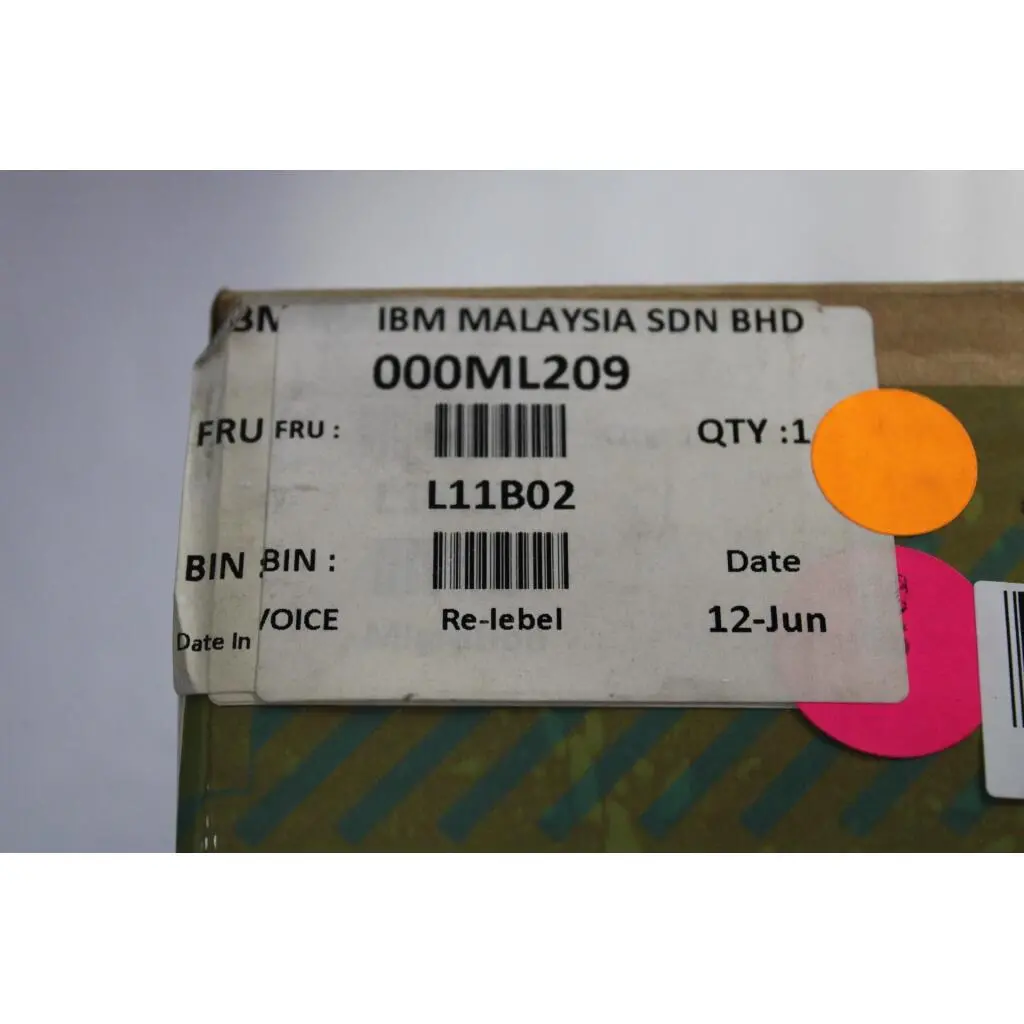 BM IBM MALAYSIA SDN BHD
000ML209
FRU FRU : QTY :1
L11B02
BIN : BIN : Date
Date In VOICE Re-lebel 12-Jun